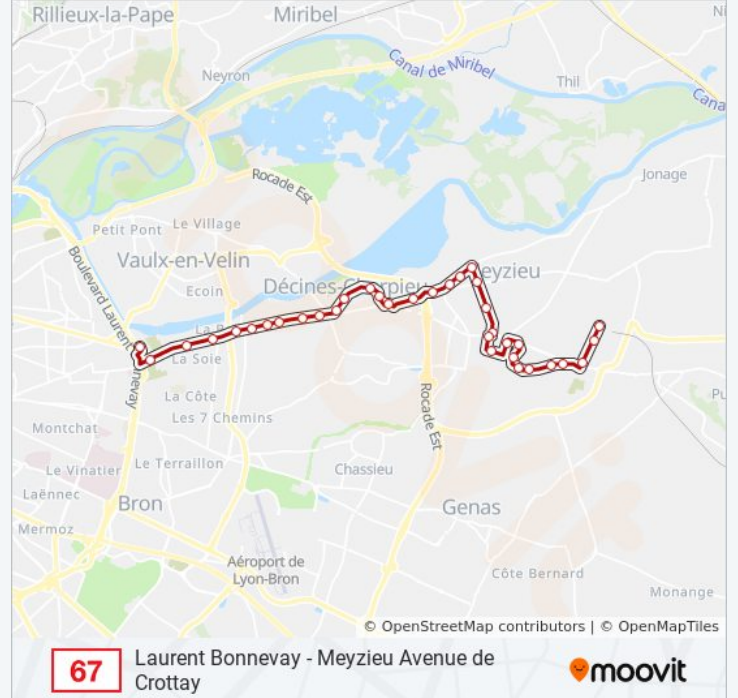 Rillieux-la-Pape
Miribel
Ni
Neyron
Canal de Miribel
Thil
Cana
Rocade Est
Jonage
Petit Pont
Le Village
Vaulx-en-Velin
Boulevard Laurent Bonnevay
Décines-Charpieu
Meyzieu
Ecoin
La Soie
La Côte
Les 7 Chemins
Rocade Est
Pu
Montchat
Le Vinatier
Le Terraillon
Chassieu
Laënnec
Bron
Genas
Mermoz
Aéroport de
Lyon-Bron
Côte Bernard
Monange
© OpenStreetMap contributors | © OpenMapTiles
67
Laurent Bonnevay - Meyzieu Avenue de
Crottay
moovit